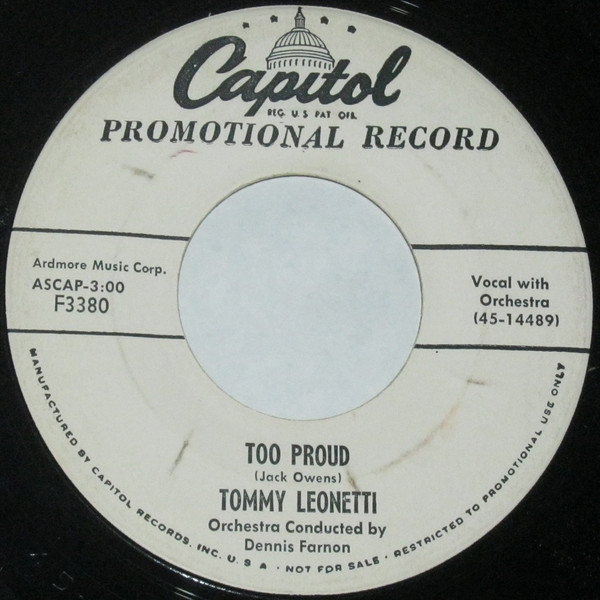 Capitol
REG. U.S. PAT. OFF.
PROMOTIONAL RECORD
Ardmore Music Corp.
ASCAP-3:00
F3380
Vocal with
Orchestra
(45-14489)
TOO PROUD
(Jack Owens)
TOMMY LEONETTI
Orchestra Conducted by
Dennis Farnon
MANUFACTURED BY CAPITOL RECORDS, INC. U. S. A. · NOT FOR SALE · RESTRICTED TO PROMOTIONAL USE ONLY